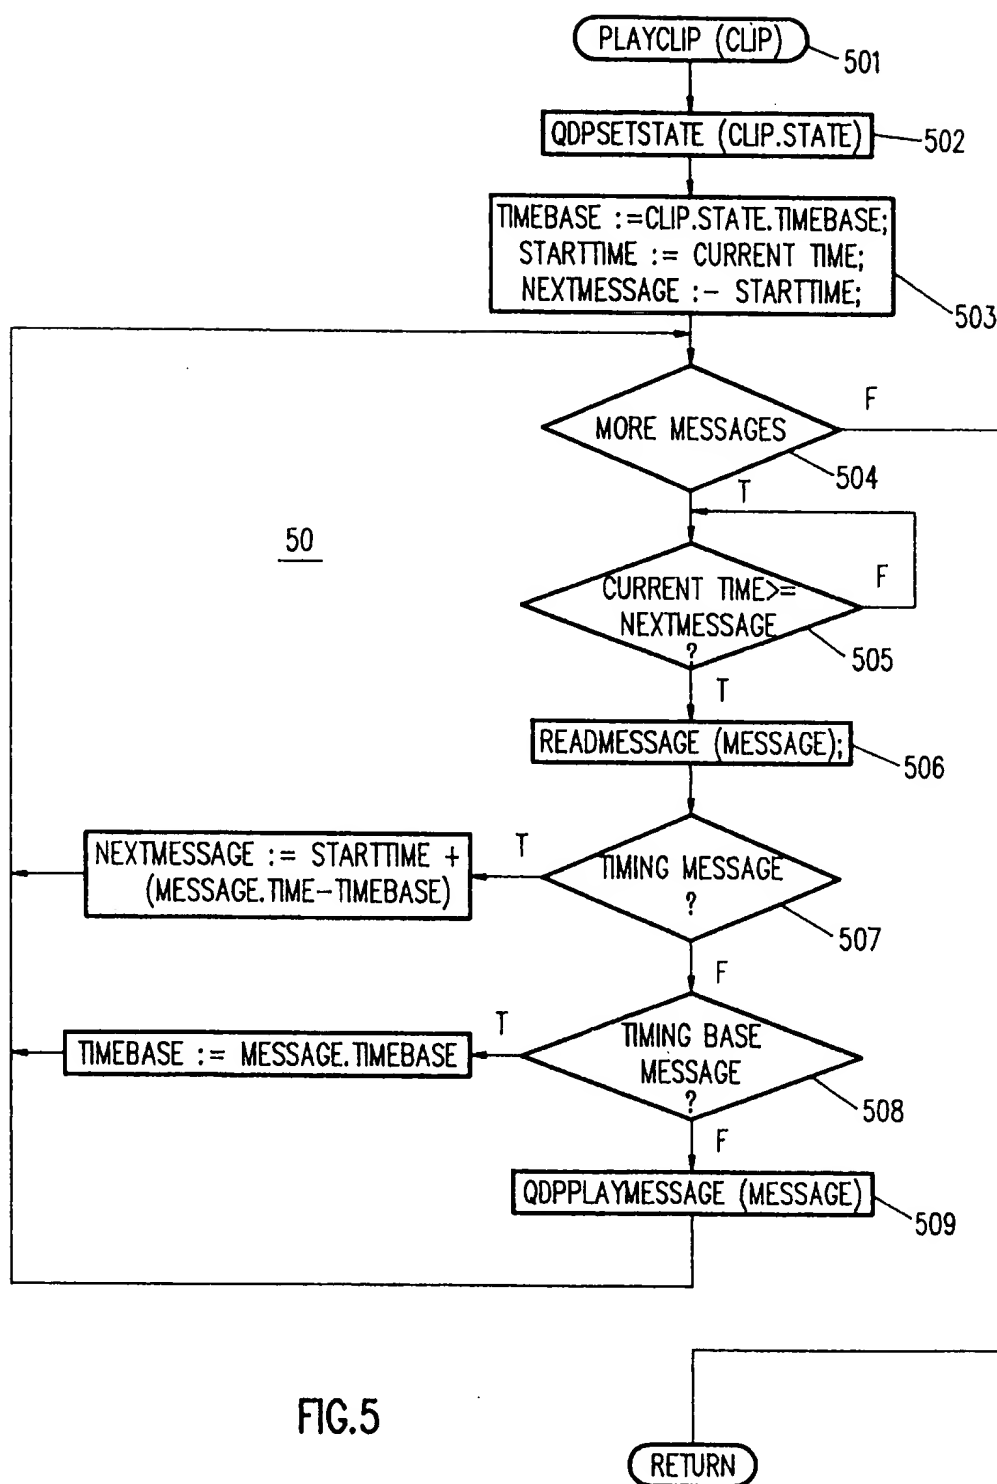 PLAYCLIP (CLIP)
501
QDPSETSTATE (CLIP.STATE)
502
TIMEBASE :=CLIP.STATE.TIMEBASE;
STARTTIME := CURRENT TIME;
NEXTMESSAGE :- STARTTIME;
503
MORE MESSAGES
F
504
T
50
CURRENT TIME>=
NEXTMESSAGE
?
F
505
T
READMESSAGE (MESSAGE);
506
NEXTMESSAGE := STARTTIME +
(MESSAGE.TIME-TIMEBASE)
T
TIMING MESSAGE
?
507
F
TIMEBASE := MESSAGE.TIMEBASE
T
TIMING BASE
MESSAGE
?
508
F
QDPPLAYMESSAGE (MESSAGE)
509
FIG.5
RETURN